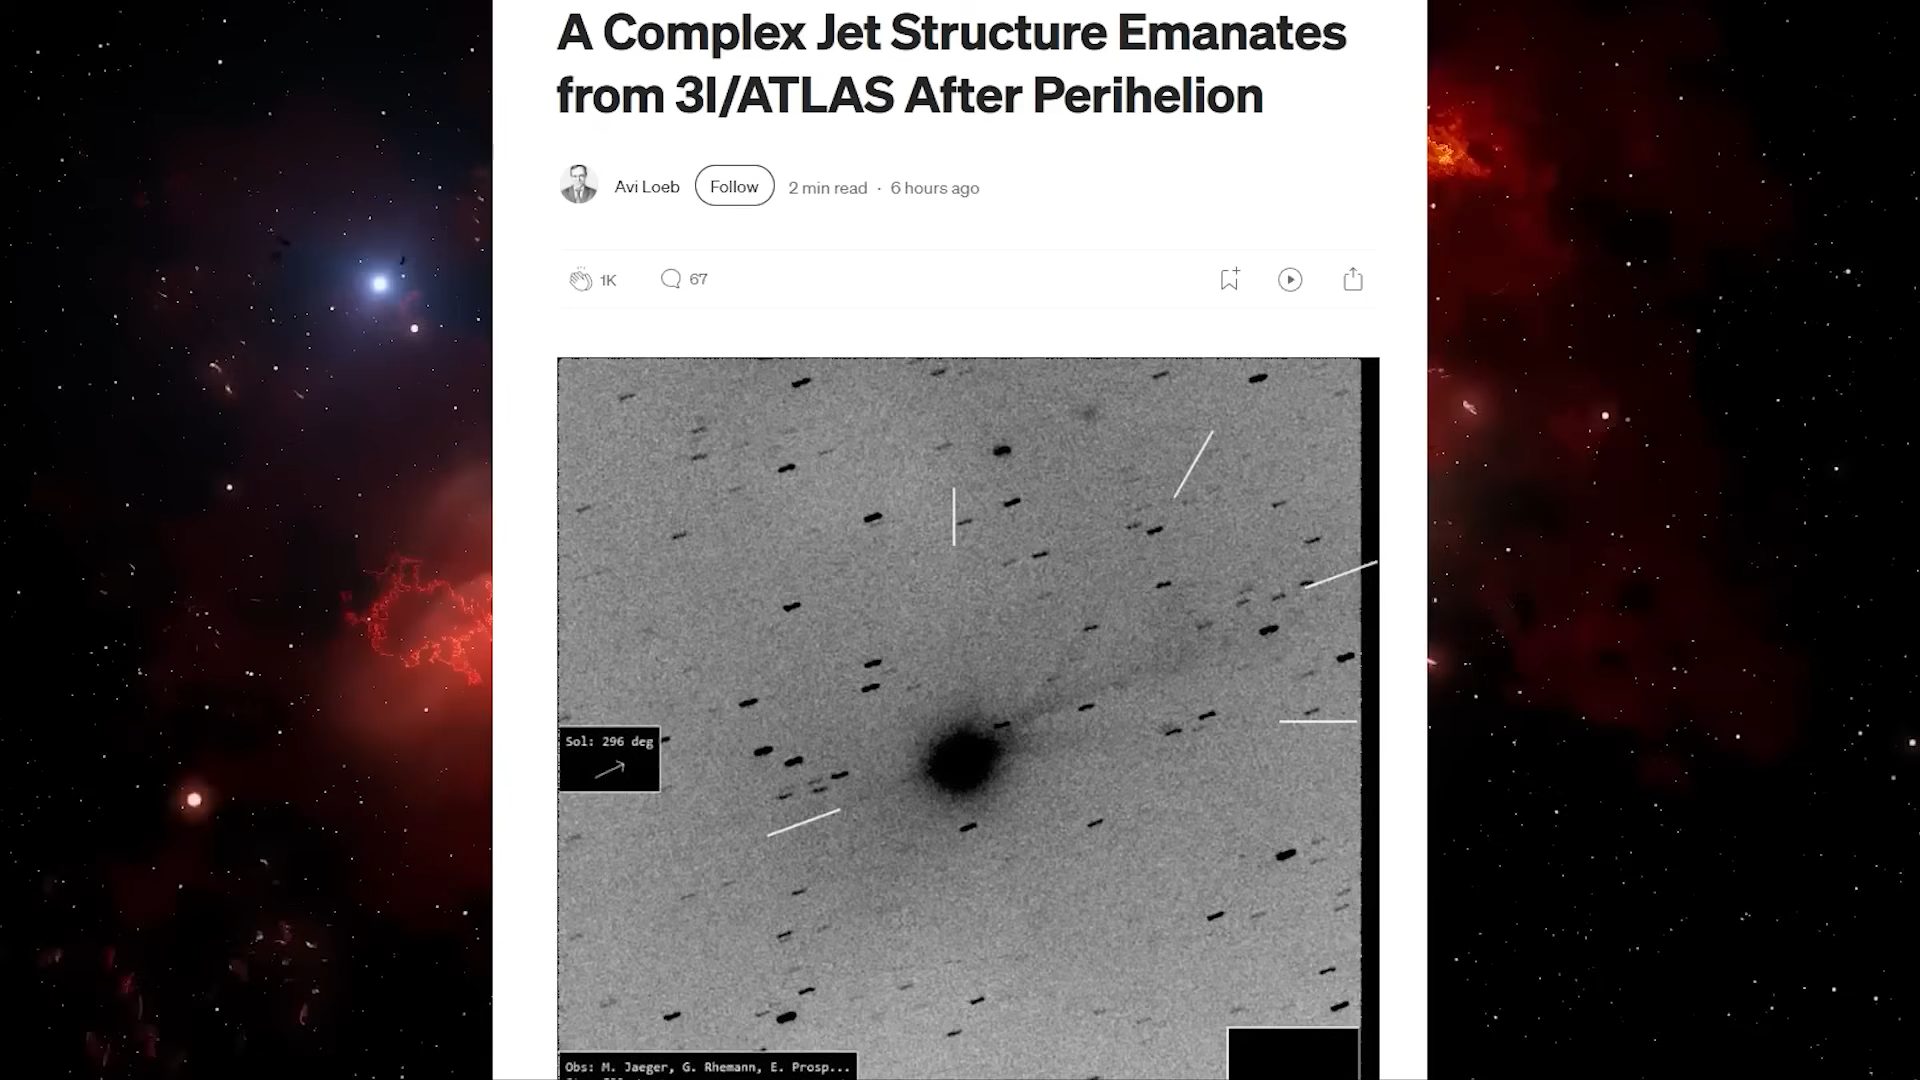 A Complex Jet Structure Emanates
from 3I/ATLAS After Perihelion
Avi Loeb Follow 2 min read · 6 hours ago
1K 67
Sol: 296 deg
Obs: M. Jaeger, G. Rhemann, E. Prosp...